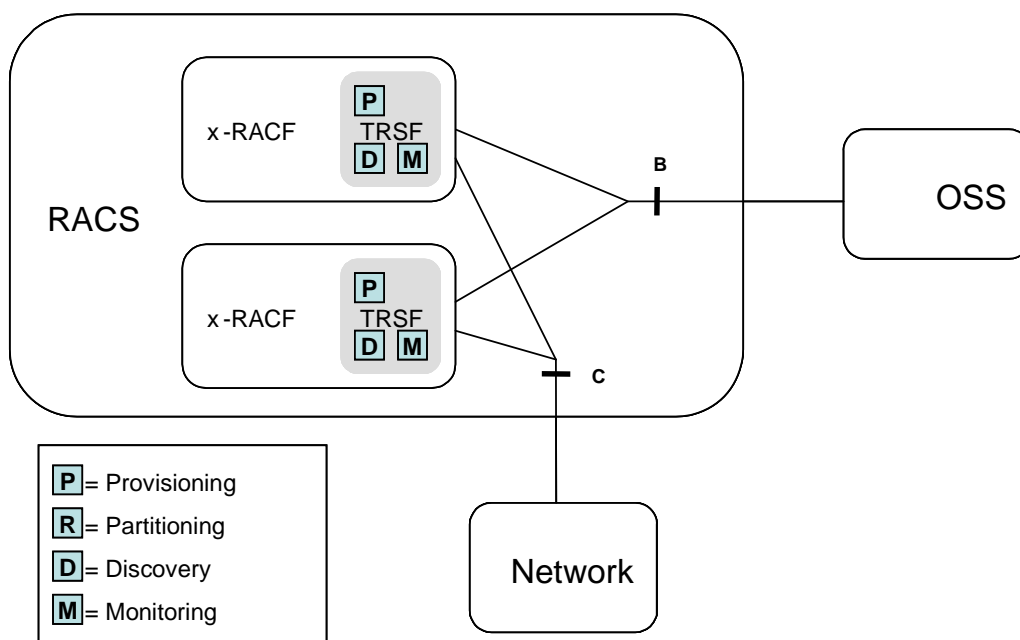 P
x-RACF
TRSF
D M
B
OSS
RACS
P
x-RACF
TRSF
D M
C
P = Provisioning
R = Partitioning
D = Discovery
M = Monitoring
Network